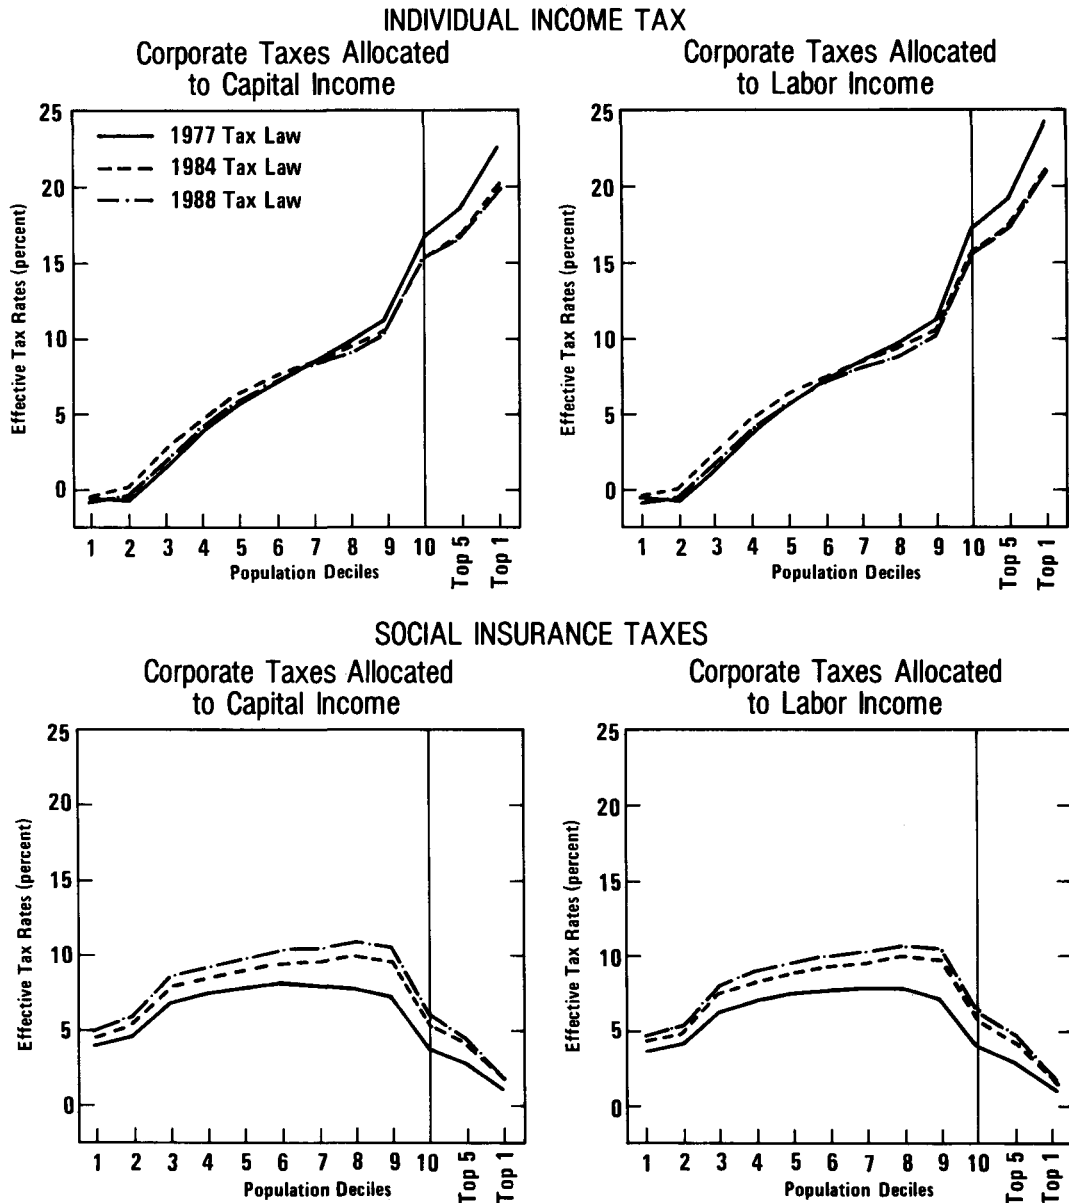 INDIVIDUAL INCOME TAX
Corporate Taxes Allocated
to Capital Income
25
20
15
10
5
0
Effective Tax Rates (percent)
1977 Tax Law
1984 Tax Law
1988 Tax Law
1 2 3 4 5 6 7 8 9 10 Top 5 Top 1
Population Deciles
Corporate Taxes Allocated
to Labor Income
25
20
15
10
5
0
Effective Tax Rates (percent)
1 2 3 4 5 6 7 8 9 10 Top 5 Top 1
Population Deciles
SOCIAL INSURANCE TAXES
Corporate Taxes Allocated
to Capital Income
25
20
15
10
5
0
Effective Tax Rates (percent)
1 2 3 4 5 6 7 8 9 10 Top 5 Top 1
Population Deciles
Corporate Taxes Allocated
to Labor Income
25
20
15
10
5
0
Effective Tax Rates (percent)
1 2 3 4 5 6 7 8 9 10 Top 5 Top 1
Population Deciles